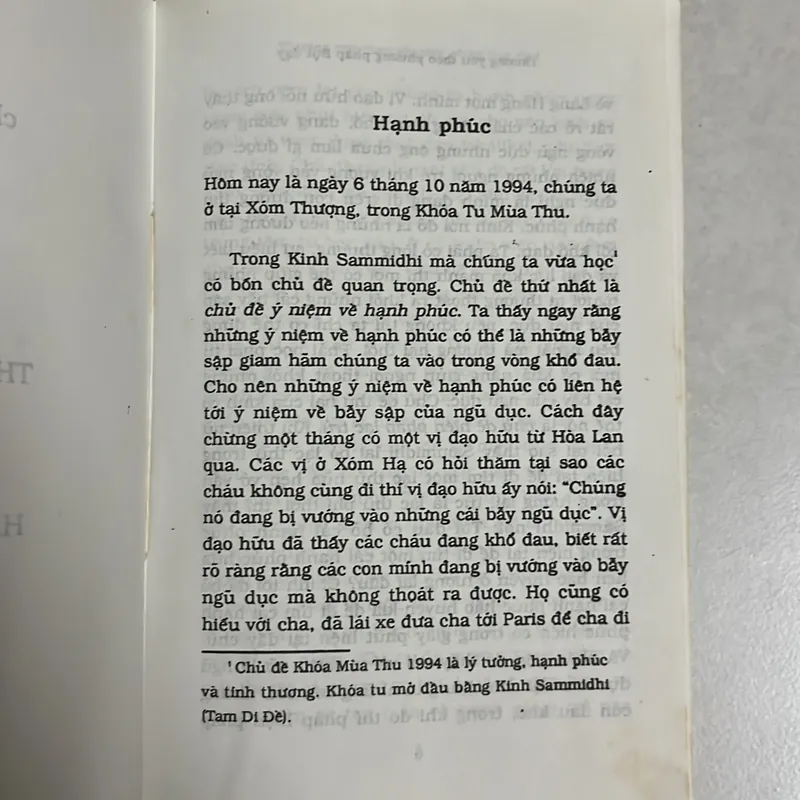 Hạnh phúc
Hôm nay là ngày 6 tháng 10 năm 1994, chúng ta
ở tại Xóm Thượng, trong Khóa Tu Mùa Thu.
Trong Kinh Sammidhi mà chúng ta vừa học¹
có bốn chủ đề quan trọng. Chủ đề thứ nhất là
chủ đề ý niệm về hạnh phúc. Ta thấy ngay rằng
những ý niệm về hạnh phúc có thể là những bẫy
sập giam hãm chúng ta vào trong vòng khổ đau.
Cho nên những ý niệm về hạnh phúc có liên hệ
tới ý niệm về bẫy sập của ngũ dục. Cách đây
chừng một tháng có một vị đạo hữu từ Hòa Lan
qua. Các vị ở Xóm Hạ có hỏi thăm tại sao các
cháu không cùng đi thí vị đạo hữu ấy nói: “Chúng
nó đang bị vướng vào những cái bẫy ngũ dục”. Vị
đạo hữu đã thấy các cháu đang khổ đau, biết rất
rõ ràng rằng các con mình đang bị vướng vào bẫy
ngũ dục mà không thoát ra được. Họ cũng có
hiếu với cha, đã lái xe đưa cha tới Paris để cha đi
¹ Chủ đề Khóa Mùa Thu 1994 là lý tưởng, hạnh phúc
và tình thương. Khóa tu mở đầu bằng Kinh Sammidhi
(Tam Di Đề).